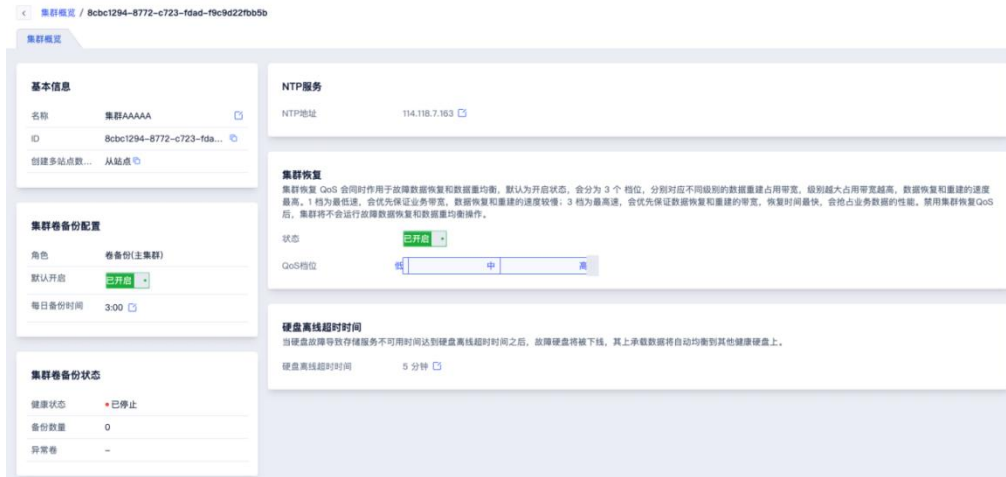 集群概览 / 8cbc1294-8772-c723-fdad-f9c9d22fbb5b
集群概览
基本信息
名称 集群AAAAA
ID 8cbc1294-8772-c723-fda...
创建多站点数... 从站点
集群卷备份配置
角色 卷备份(主集群)
默认开启 已开启
每日备份时间 3:00
集群卷备份状态
健康状态 已停止
备份数量 0
异常卷 –
NTP服务
NTP地址 114.118.7.163
集群恢复
集群恢复 QoS 会同时作用于故障数据恢复和数据重均衡，默认为开启状态，会分为 3 个 档位，分别对应不同级别的数据重建占用带宽，级别越大占用带宽越高，数据恢复和重建的速度
最高。1 档为最低速，会优先保证业务带宽，数据恢复和重建的速度较慢；3 档为最高速，会优先保证数据恢复和重建的带宽，恢复时间最快，会抢占业务数据的性能。禁用集群恢复QoS
后，集群将不会运行故障数据恢复和数据重均衡操作。
状态 已开启
QoS档位 低 中 高
硬盘离线超时时间
当硬盘故障导致存储服务不可用时间达到硬盘离线超时时间之后，故障硬盘将被下线，其上承载数据将自动均衡到其他健康硬盘上。
硬盘离线超时时间 5 分钟